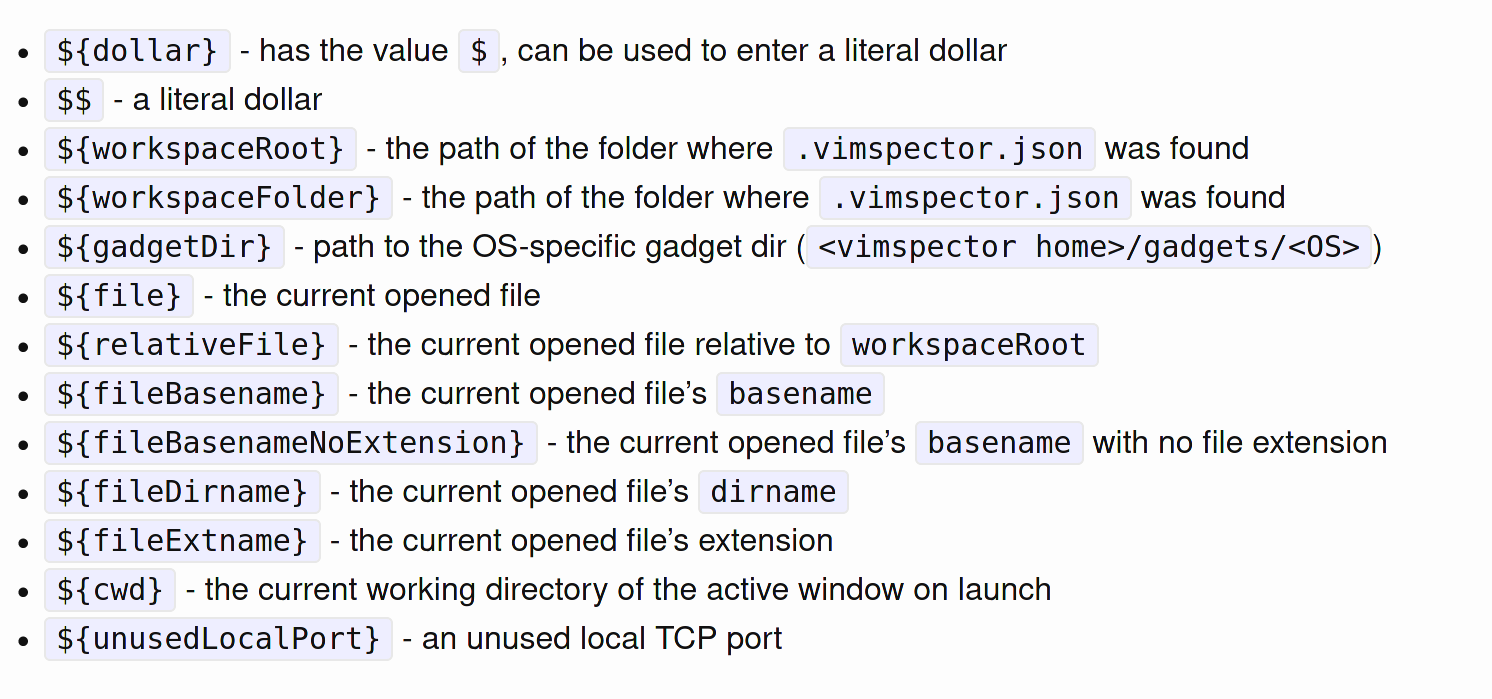 • ${dollar} - has the value $, can be used to enter a literal dollar
• $$ - a literal dollar
• ${workspaceRoot} - the path of the folder where .vimspector.json was found
• ${workspaceFolder} - the path of the folder where .vimspector.json was found
• ${gadgetDir} - path to the OS-specific gadget dir (<vimspector home>/gadgets/<OS>)
• ${file} - the current opened file
• ${relativeFile} - the current opened file relative to workspaceRoot
• ${fileBasename} - the current opened file’s basename
• ${fileBasenameNoExtension} - the current opened file’s basename with no file extension
• ${fileDirname} - the current opened file’s dirname
• ${fileExtname} - the current opened file’s extension
• ${cwd} - the current working directory of the active window on launch
• ${unusedLocalPort} - an unused local TCP port